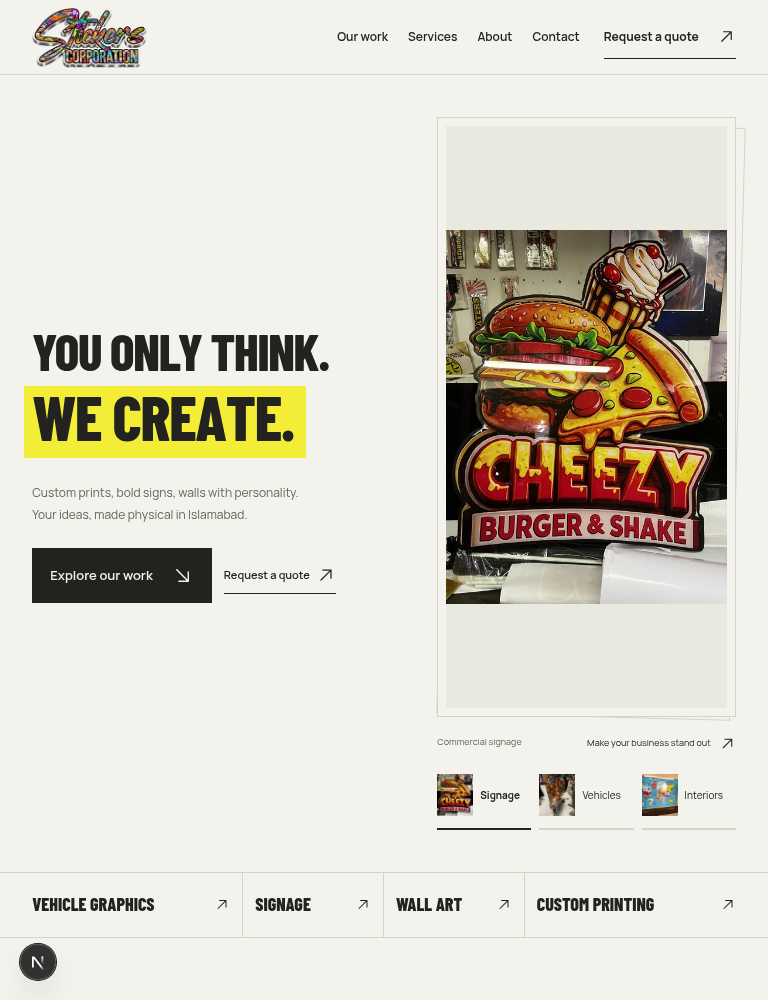 Stickers
CORPORATION
Our work
Services
About
Contact
Request a quote
YOU ONLY THINK.
WE CREATE.
Custom prints, bold signs, walls with personality.
Your ideas, made physical in Islamabad.
Explore our work
Request a quote
CHEEZY
BURGER & SHAKE
Commercial signage
Make your business stand out
Signage
Vehicles
Interiors
VEHICLE GRAPHICS
SIGNAGE
WALL ART
CUSTOM PRINTING
N